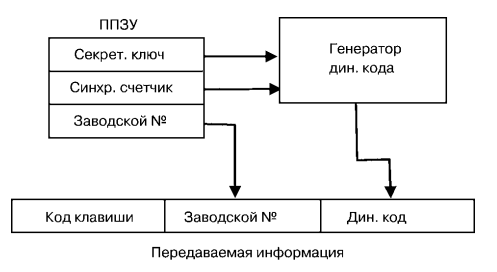 ППЗУ
Секрет. ключ
Синхр. счетчик
Заводской №
Генератор
дин. кода
Код клавиши
Заводской №
Дин. код
Передаваемая информация